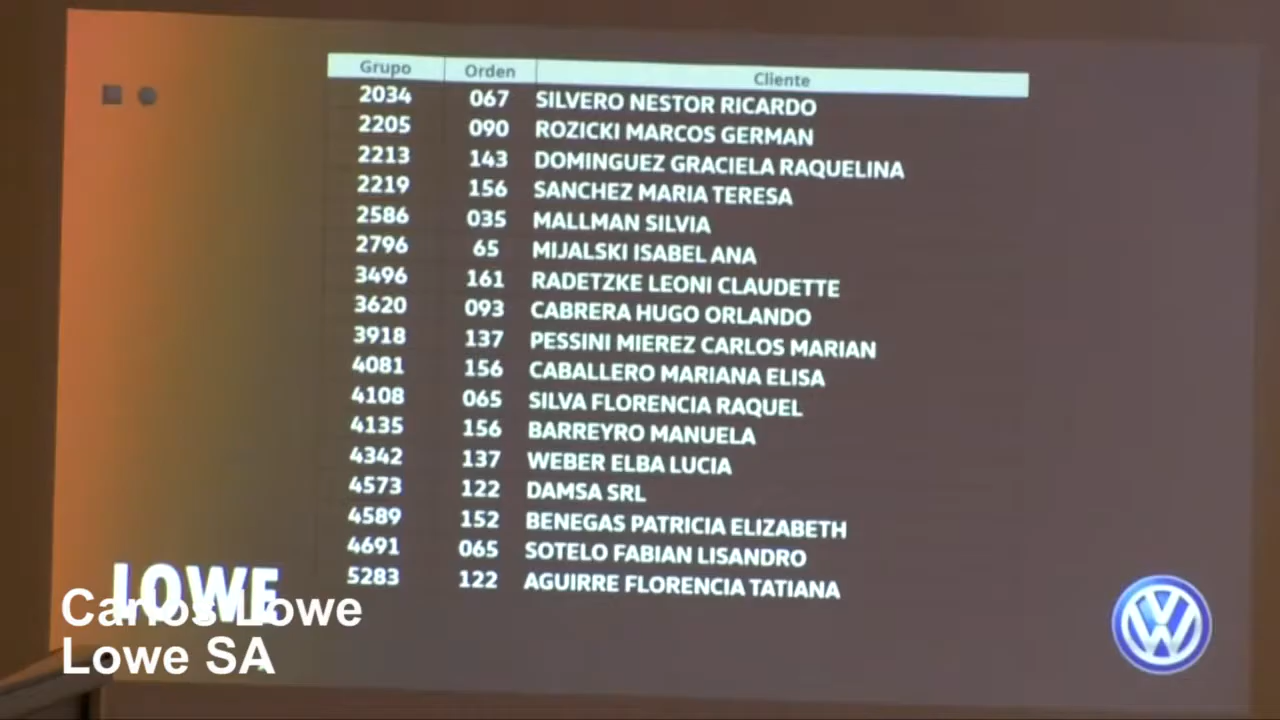 Grupo Orden Cliente
2034 067 SILVERO NESTOR RICARDO
2205 090 ROZICKI MARCOS GERMAN
2213 143 DOMINGUEZ GRACIELA RAQUELINA
2219 156 SANCHEZ MARIA TERESA
2586 035 MALLMAN SILVIA
2796 65 MIJALSKI ISABEL ANA
3496 161 RADETZKE LEONI CLAUDETTE
3620 093 CABRERA HUGO ORLANDO
3918 137 PESSINI MIEREZ CARLOS MARIAN
4081 156 CABALLERO MARIANA ELISA
4108 065 SILVA FLORENCIA RAQUEL
4135 156 BARREYRO MANUELA
4342 137 WEBER ELBA LUCIA
4573 122 DAMSA SRL
4589 152 BENEGAS PATRICIA ELIZABETH
4691 065 SOTELO FABIAN LISANDRO
5283 122 AGUIRRE FLORENCIA TATIANA
LOWE
Carlos Lowe
Lowe SA
VW